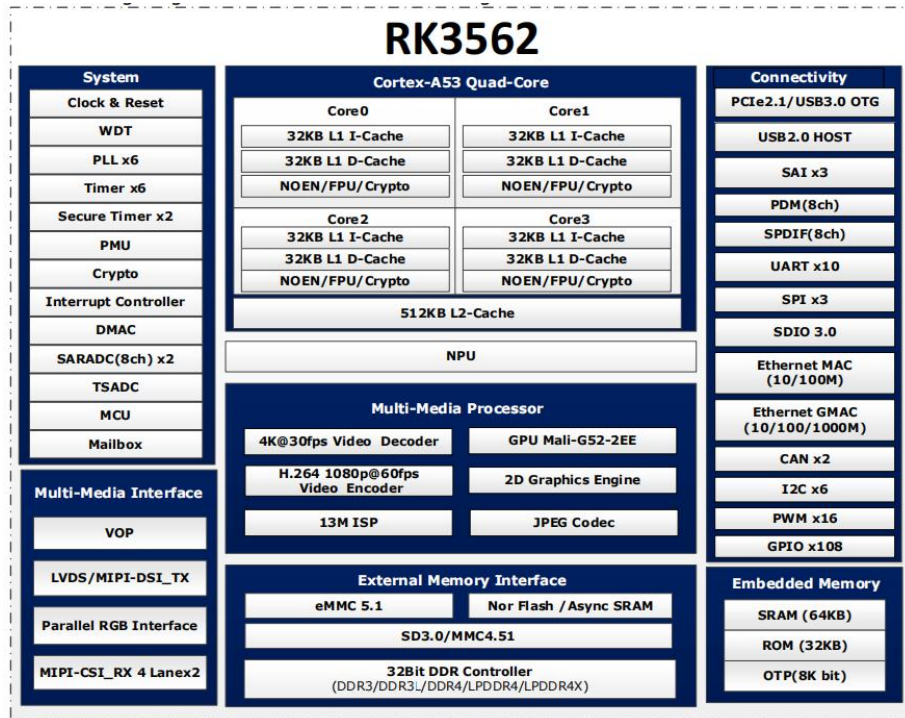 RK3562
System
Clock & Reset
WDT
PLL x6
Timer x6
Secure Timer x2
PMU
Crypto
Interrupt Controller
DMAC
SARADC(8ch) x2
TSADC
MCU
Mailbox
Multi-Media Interface
VOP
LVDS/MIPI-DSI_TX
Parallel RGB Interface
MIPI-CSI_RX 4 Lanex2
Cortex-A53 Quad-Core
Core0
32KB L1 I-Cache
32KB L1 D-Cache
NOEN/FPU/Crypto
Core1
32KB L1 I-Cache
32KB L1 D-Cache
NOEN/FPU/Crypto
Core2
32KB L1 I-Cache
32KB L1 D-Cache
NOEN/FPU/Crypto
Core3
32KB L1 I-Cache
32KB L1 D-Cache
NOEN/FPU/Crypto
512KB L2-Cache
NPU
Multi-Media Processor
4K@30fps Video Decoder
GPU Mali-G52-2EE
H.264 1080p@60fps
Video Encoder
2D Graphics Engine
13M ISP
JPEG Codec
External Memory Interface
eMMC 5.1
Nor Flash /Async SRAM
SD3.0/MMC4.51
32Bit DDR Controller
(DDR3/DDR3L/DDR4/LPDDR4/LPDDR4X)
Connectivity
PCIe2.1/USB3.0 OTG
USB2.0 HOST
SAI x3
PDM(8ch)
SPDIF(8ch)
UART x10
SPI x3
SDIO 3.0
Ethernet MAC
(10/100M)
Ethernet GMAC
(10/100/1000M)
CAN x2
I2C x6
PWM x16
GPIO x108
Embedded Memory
SRAM (64KB)
ROM (32KB)
OTP(8K bit)